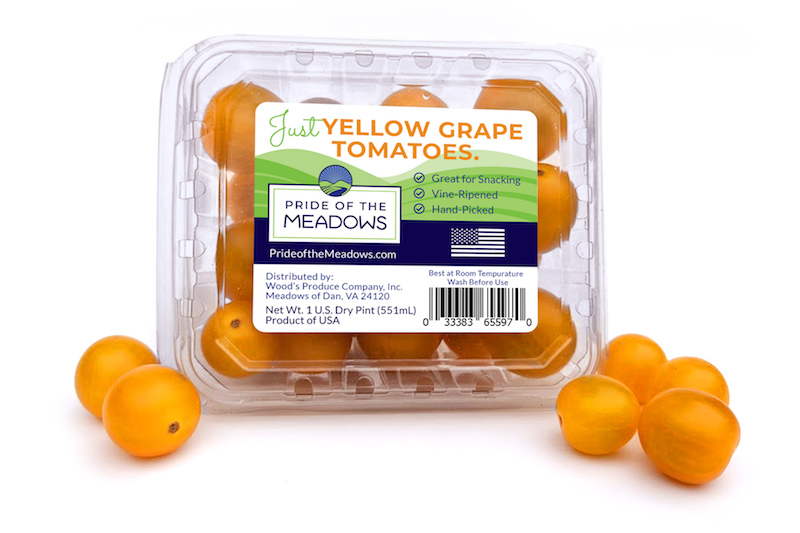 Just YELLOW GRAPE
TOMATOES.
Great for Snacking
Vine-Ripened
Hand-Picked
PRIDE OF THE
MEADOWS
PrideoftheMeadows.com
Distributed by:
Wood's Produce Company, Inc.
Meadows of Dan, VA 24120
Net Wt. 1 U.S. Dry Pint (551mL)
Product of USA
Best at Room Tempurature
Wash Before Use
0 33383 65597 0